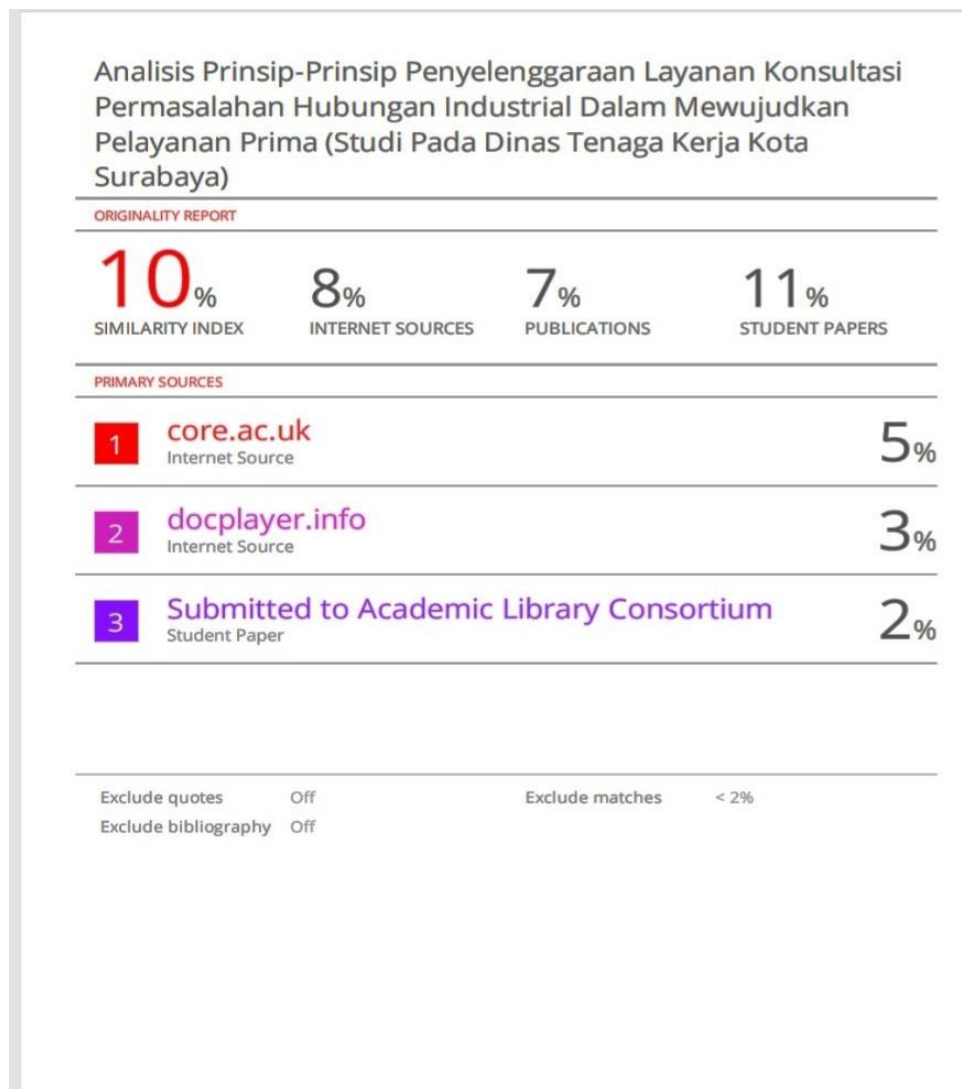 Analisis Prinsip-Prinsip Penyelenggaraan Layanan Konsultasi
Permasalahan Hubungan Industrial Dalam Mewujudkan
Pelayanan Prima (Studi Pada Dinas Tenaga Kerja Kota
Surabaya)
ORIGINALITY REPORT
10% 8% 7% 11%
SIMILARITY INDEX INTERNET SOURCES PUBLICATIONS STUDENT PAPERS
PRIMARY SOURCES
1 core.ac.uk 5%
Internet Source
2 docplayer.info 3%
Internet Source
3 Submitted to Academic Library Consortium 2%
Student Paper
Exclude quotes Off Exclude matches < 2%
Exclude bibliography Off